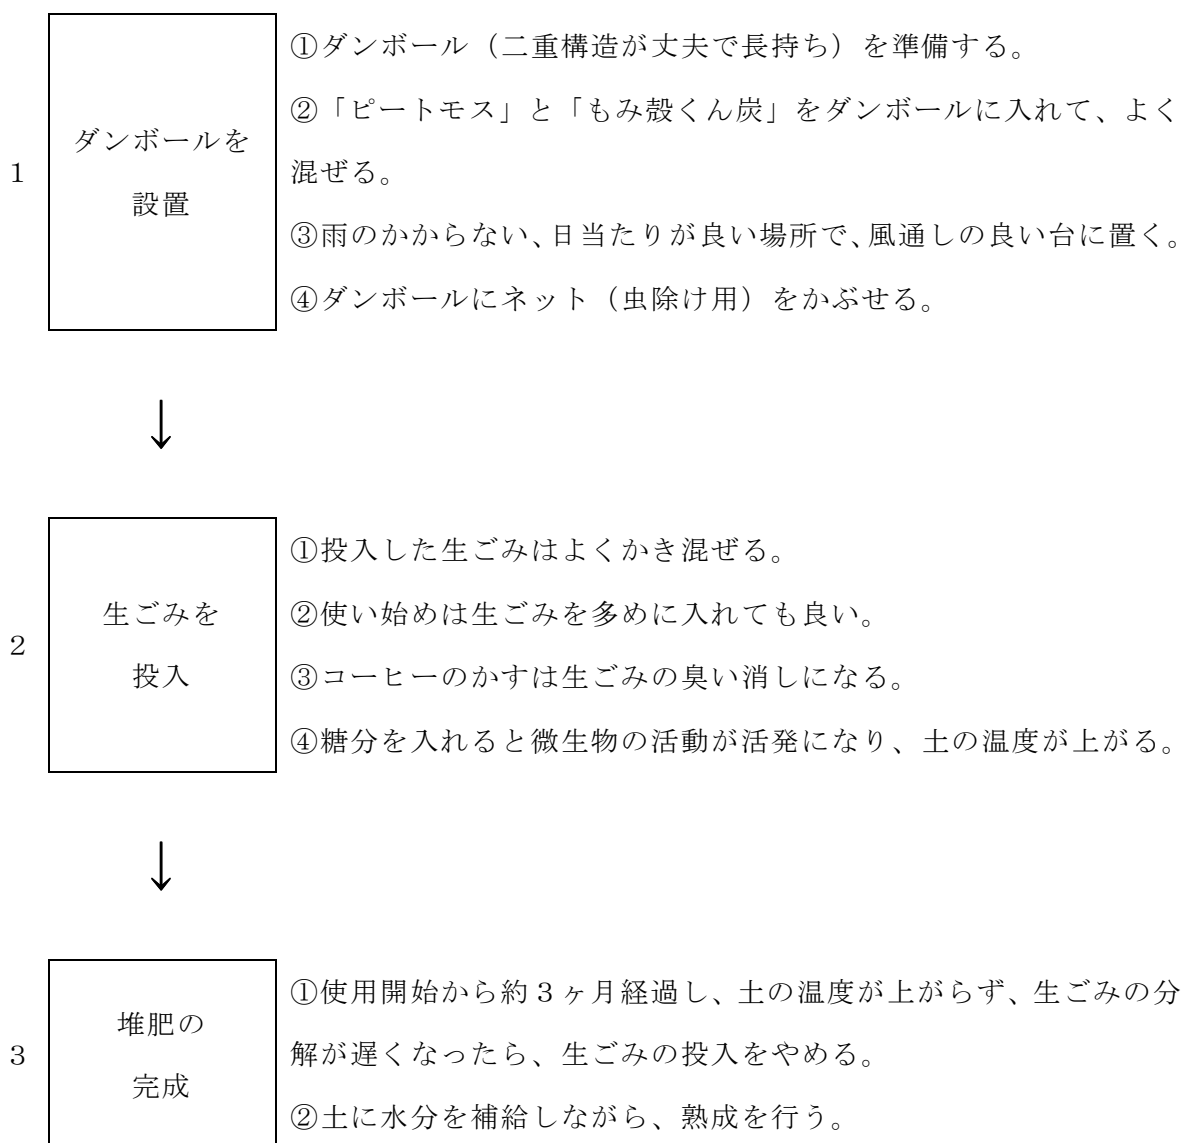 1
ダンボールを
設置
①ダンボール（二重構造が丈夫で長持ち）を準備する。
②「ピートモス」と「もみ殻くん炭」をダンボールに入れて、よく
混ぜる。
③雨のかからない、日当たりが良い場所で、風通しの良い台に置く。
④ダンボールにネット（虫除け用）をかぶせる。
↓
2
生ごみを
投入
①投入した生ごみはよくかき混ぜる。
②使い始めは生ごみを多めに入れても良い。
③コーヒーのかすは生ごみの臭い消しになる。
④糖分を入れると微生物の活動が活発になり、土の温度が上がる。
↓
3
堆肥の
完成
①使用開始から約３ヶ月経過し、土の温度が上がらず、生ごみの分
解が遅くなったら、生ごみの投入をやめる。
②土に水分を補給しながら、熟成を行う。